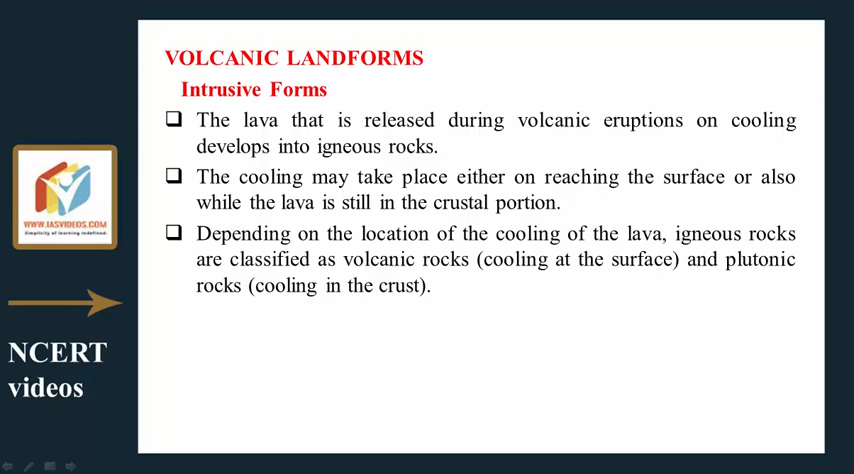 VOLCANIC LANDFORMS
Intrusive Forms
❑ The lava that is released during volcanic eruptions on cooling
develops into igneous rocks.
❑ The cooling may take place either on reaching the surface or also
while the lava is still in the crustal portion.
❑ Depending on the location of the cooling of the lava, igneous rocks
are classified as volcanic rocks (cooling at the surface) and plutonic
rocks (cooling in the crust).
WWW.IASVIDEOS.COM
Simplicity of learning redefined.
NCERT
videos